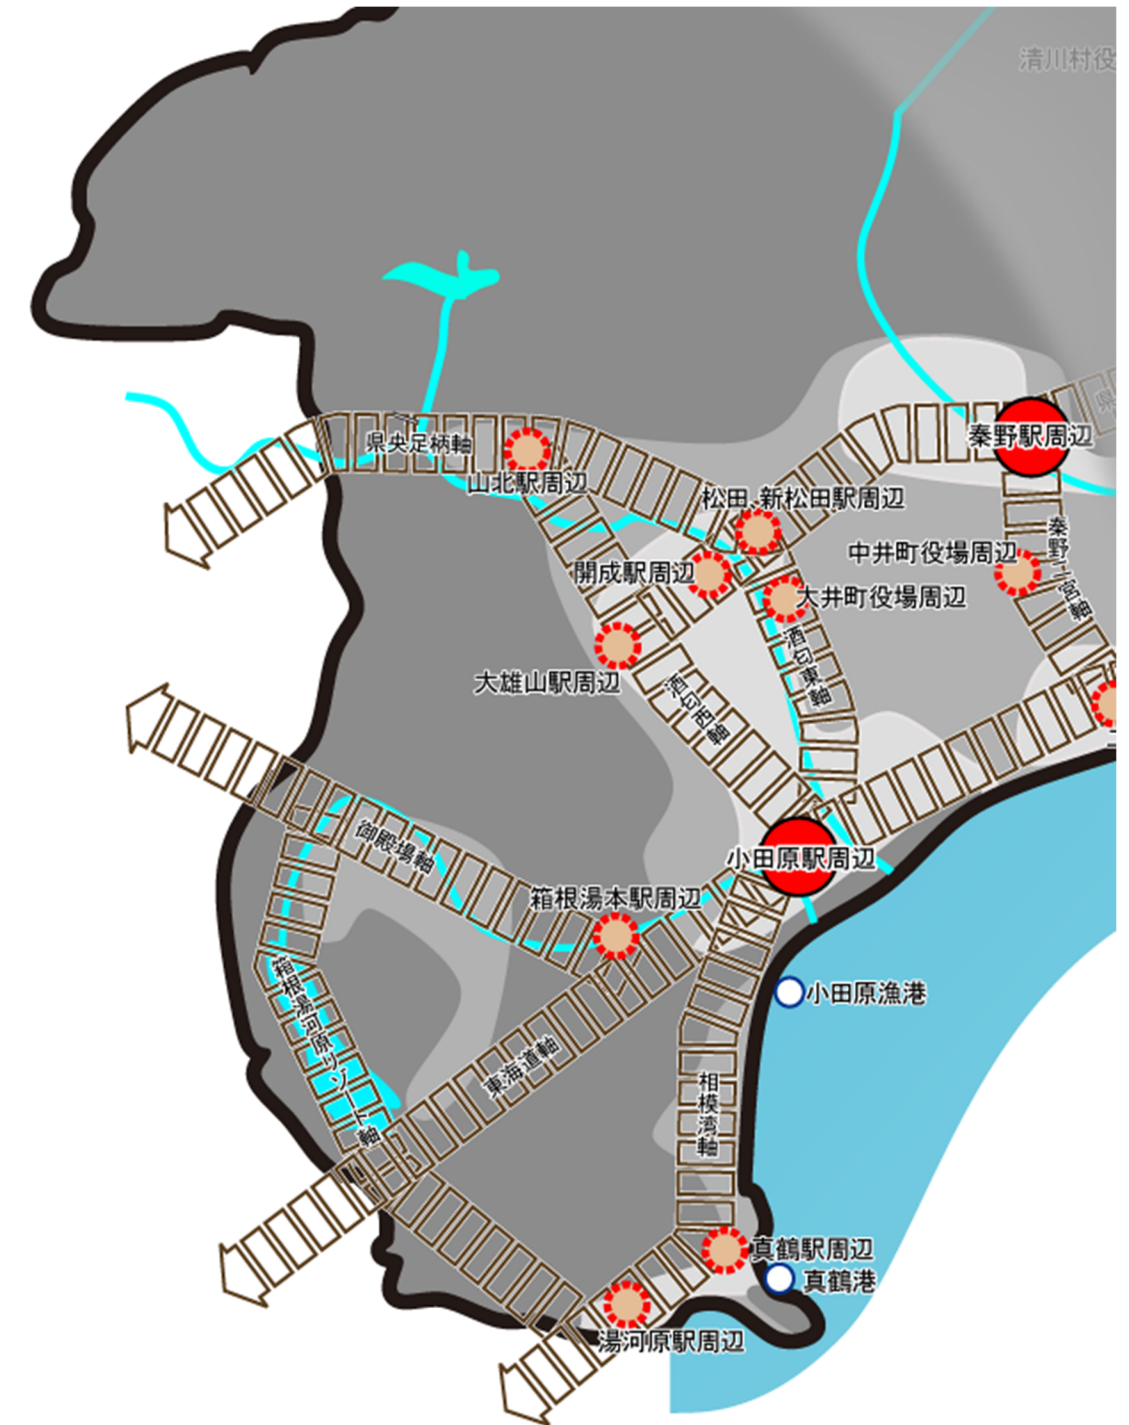 清川村役
県央足柄軸
秦野駅周辺
山北駅周辺
松田、新松田駅周辺
県
中井町役場周辺
秦野二宮軸
開成駅周辺
大井町役場周辺
酒匂東軸
大雄山駅周辺
酒匂西軸
御殿場軸
小田原駅周辺
箱根湯本駅周辺
箱根湯河原リゾート軸
小田原漁港
東海道軸
相模湾軸
真鶴駅周辺
真鶴港
湯河原駅周辺